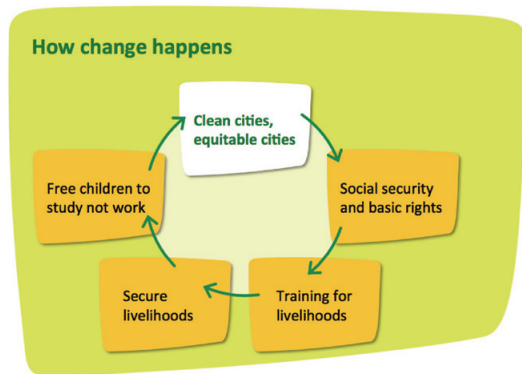 How change happens
Clean cities,
equitable cities
Social security
and basic rights
Training for
livelihoods
Secure
livelihoods
Free children to
study not work